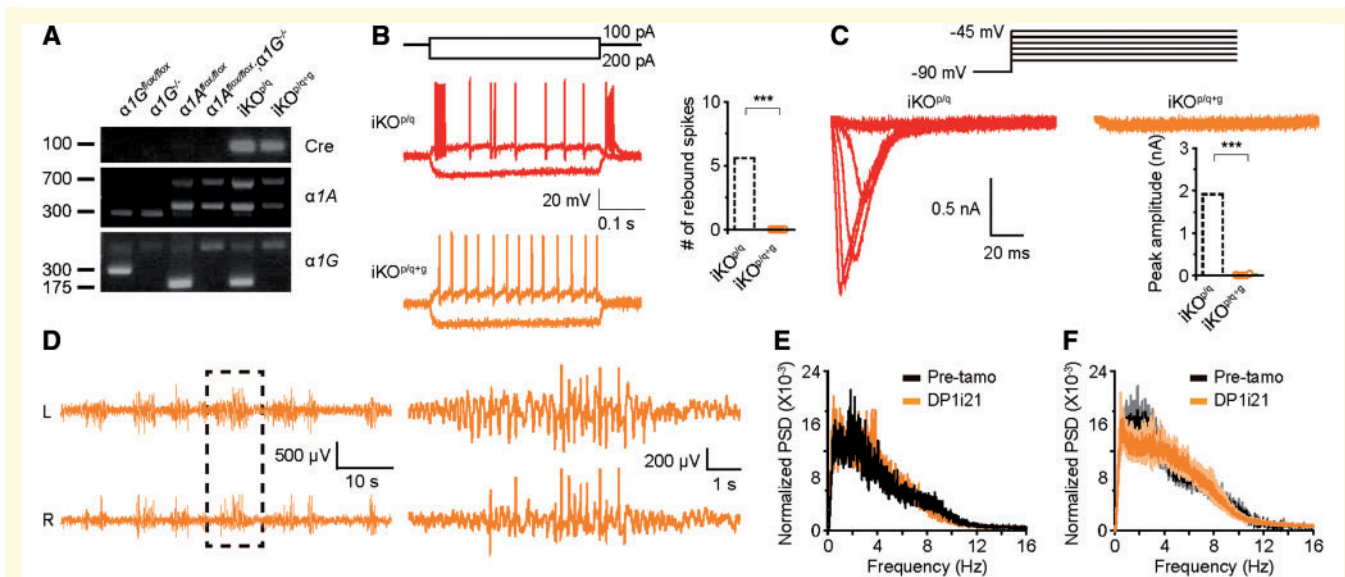 A
α1G^flox/flox
α1G^-/-
α1A^flox/flox
α1A^flox/flox;α1G^-/-
iKO^p/q
iKO^p/q+g
100
Cre
700
300
α1A
300
175
α1G
B
100 pA
200 pA
iKO^p/q
20 mV
0.1 s
iKO^p/q+g
# of rebound spikes
10
5
0
***
iKO^p/q
iKO^p/q+g
C
-45 mV
-90 mV
iKO^p/q
iKO^p/q+g
0.5 nA
20 ms
Peak amplitude (nA)
3
2
1
0
***
iKO^p/q
iKO^p/q+g
D
L
R
500 µV
10 s
200 µV
1 s
E
Normalized PSD (X10^-3)
24
16
8
0
Pre-tamo
DP1i21
0 4 8 12 16
Frequency (Hz)
F
Normalized PSD (X10^-3)
24
16
8
0
Pre-tamo
DP1i21
0 4 8 12 16
Frequency (Hz)